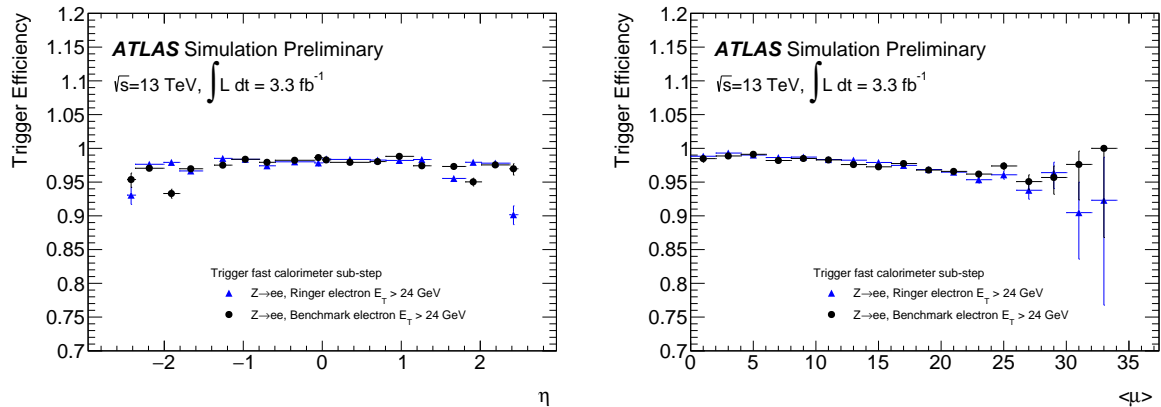 Trigger Efficiency
1.2
1.15
1.1
1.05
1
0.95
0.9
0.85
0.8
0.75
0.7
ATLAS Simulation Preliminary
√s=13 TeV, ∫ L dt = 3.3 fb⁻¹
Trigger fast calorimeter sub-step
Z→ee, Ringer electron E_T > 24 GeV
Z→ee, Benchmark electron E_T > 24 GeV
−2 −1 0 1 2
η
Trigger Efficiency
1.2
1.15
1.1
1.05
1
0.95
0.9
0.85
0.8
0.75
0.7
ATLAS Simulation Preliminary
√s=13 TeV, ∫ L dt = 3.3 fb⁻¹
Trigger fast calorimeter sub-step
Z→ee, Ringer electron E_T > 24 GeV
Z→ee, Benchmark electron E_T > 24 GeV
0 5 10 15 20 25 30 35
<μ>